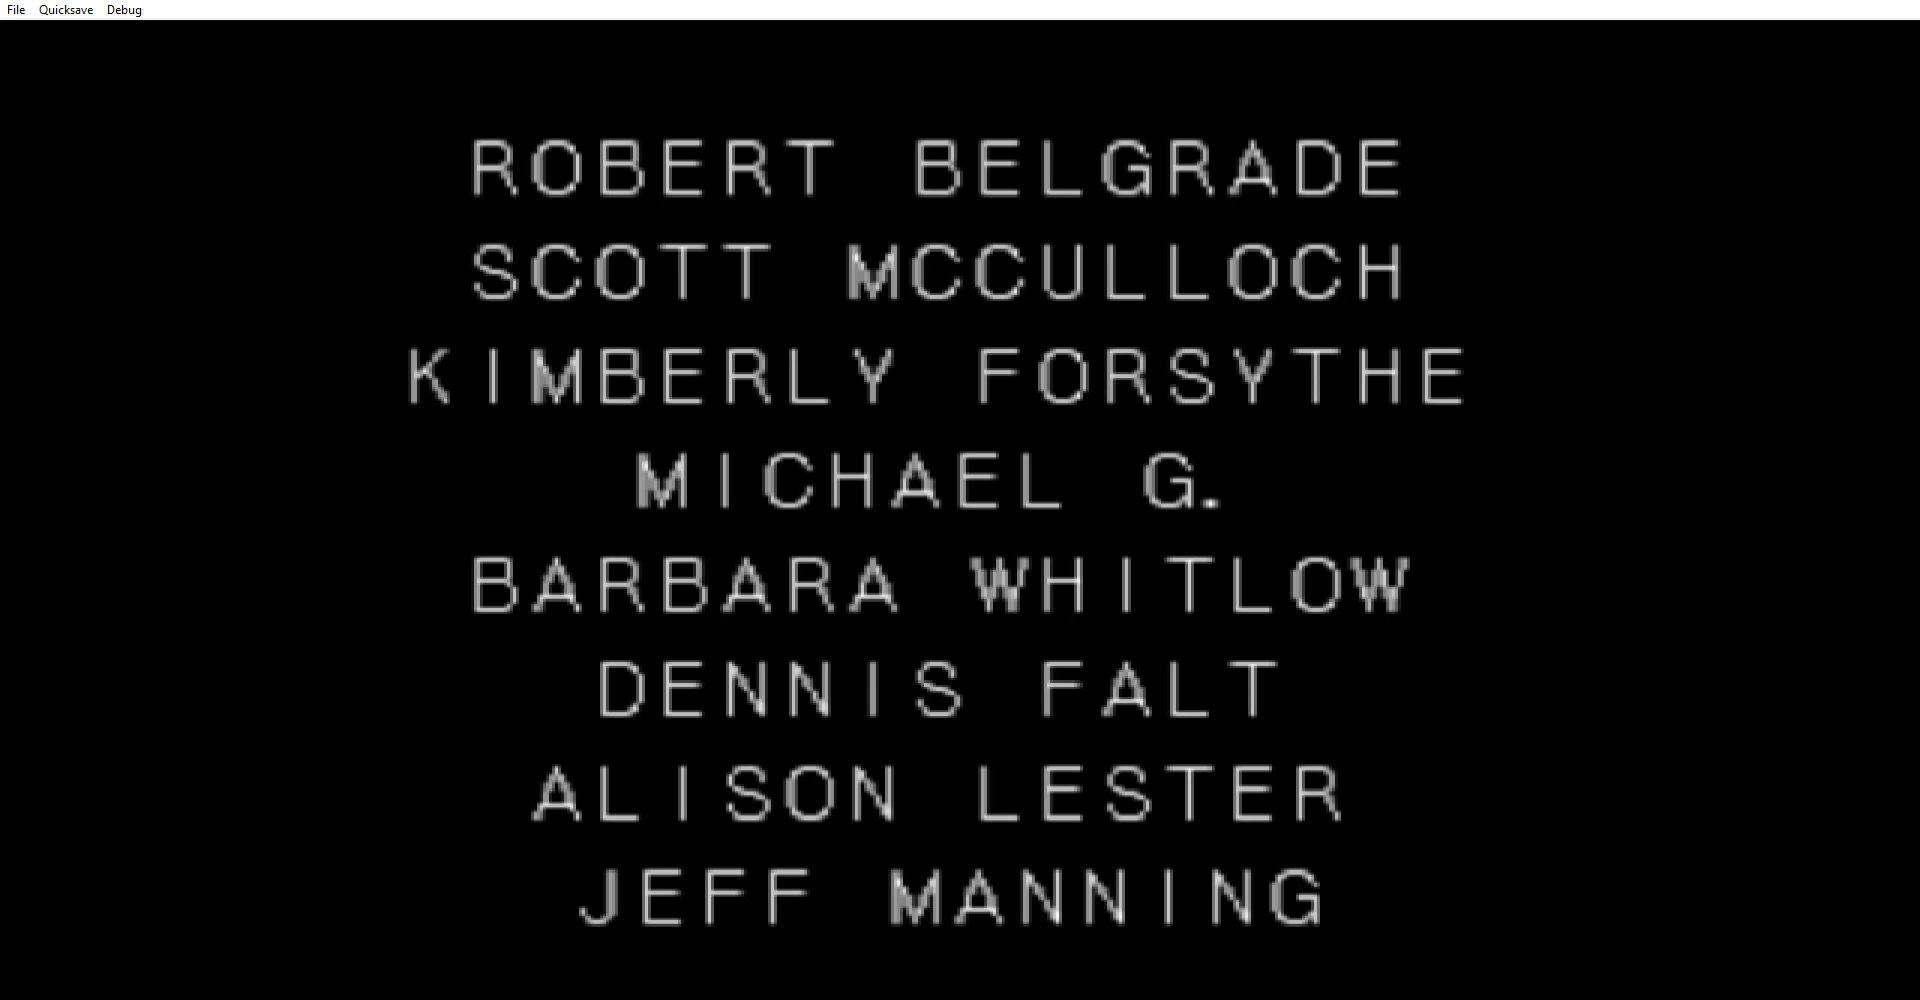 File Quicksave Debug
ROBERT BELGRADE
SCOTT MCCULLOCH
KIMBERLY FORSYTHE
MICHAEL G.
BARBARA WHITLOW
DENNIS FALT
ALISON LESTER
JEFF MANNING